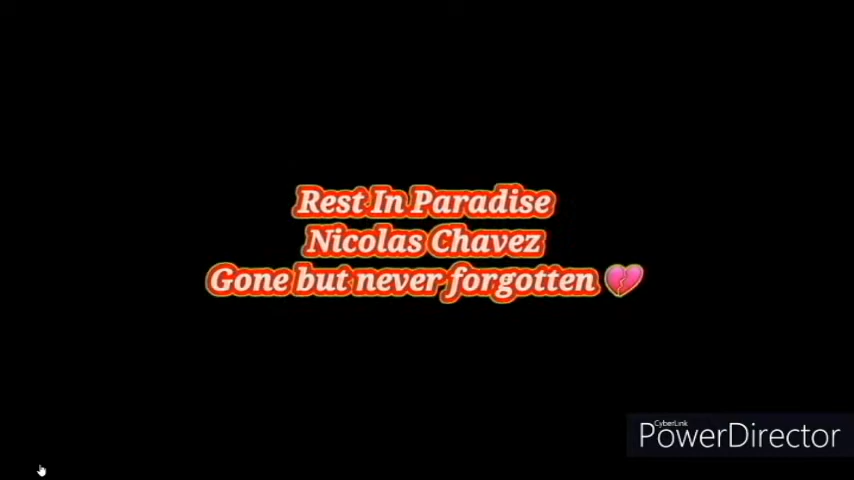 Rest In Paradise
Nicolas Chavez
Gone but never forgotten 💔
CyberLink
PowerDirector